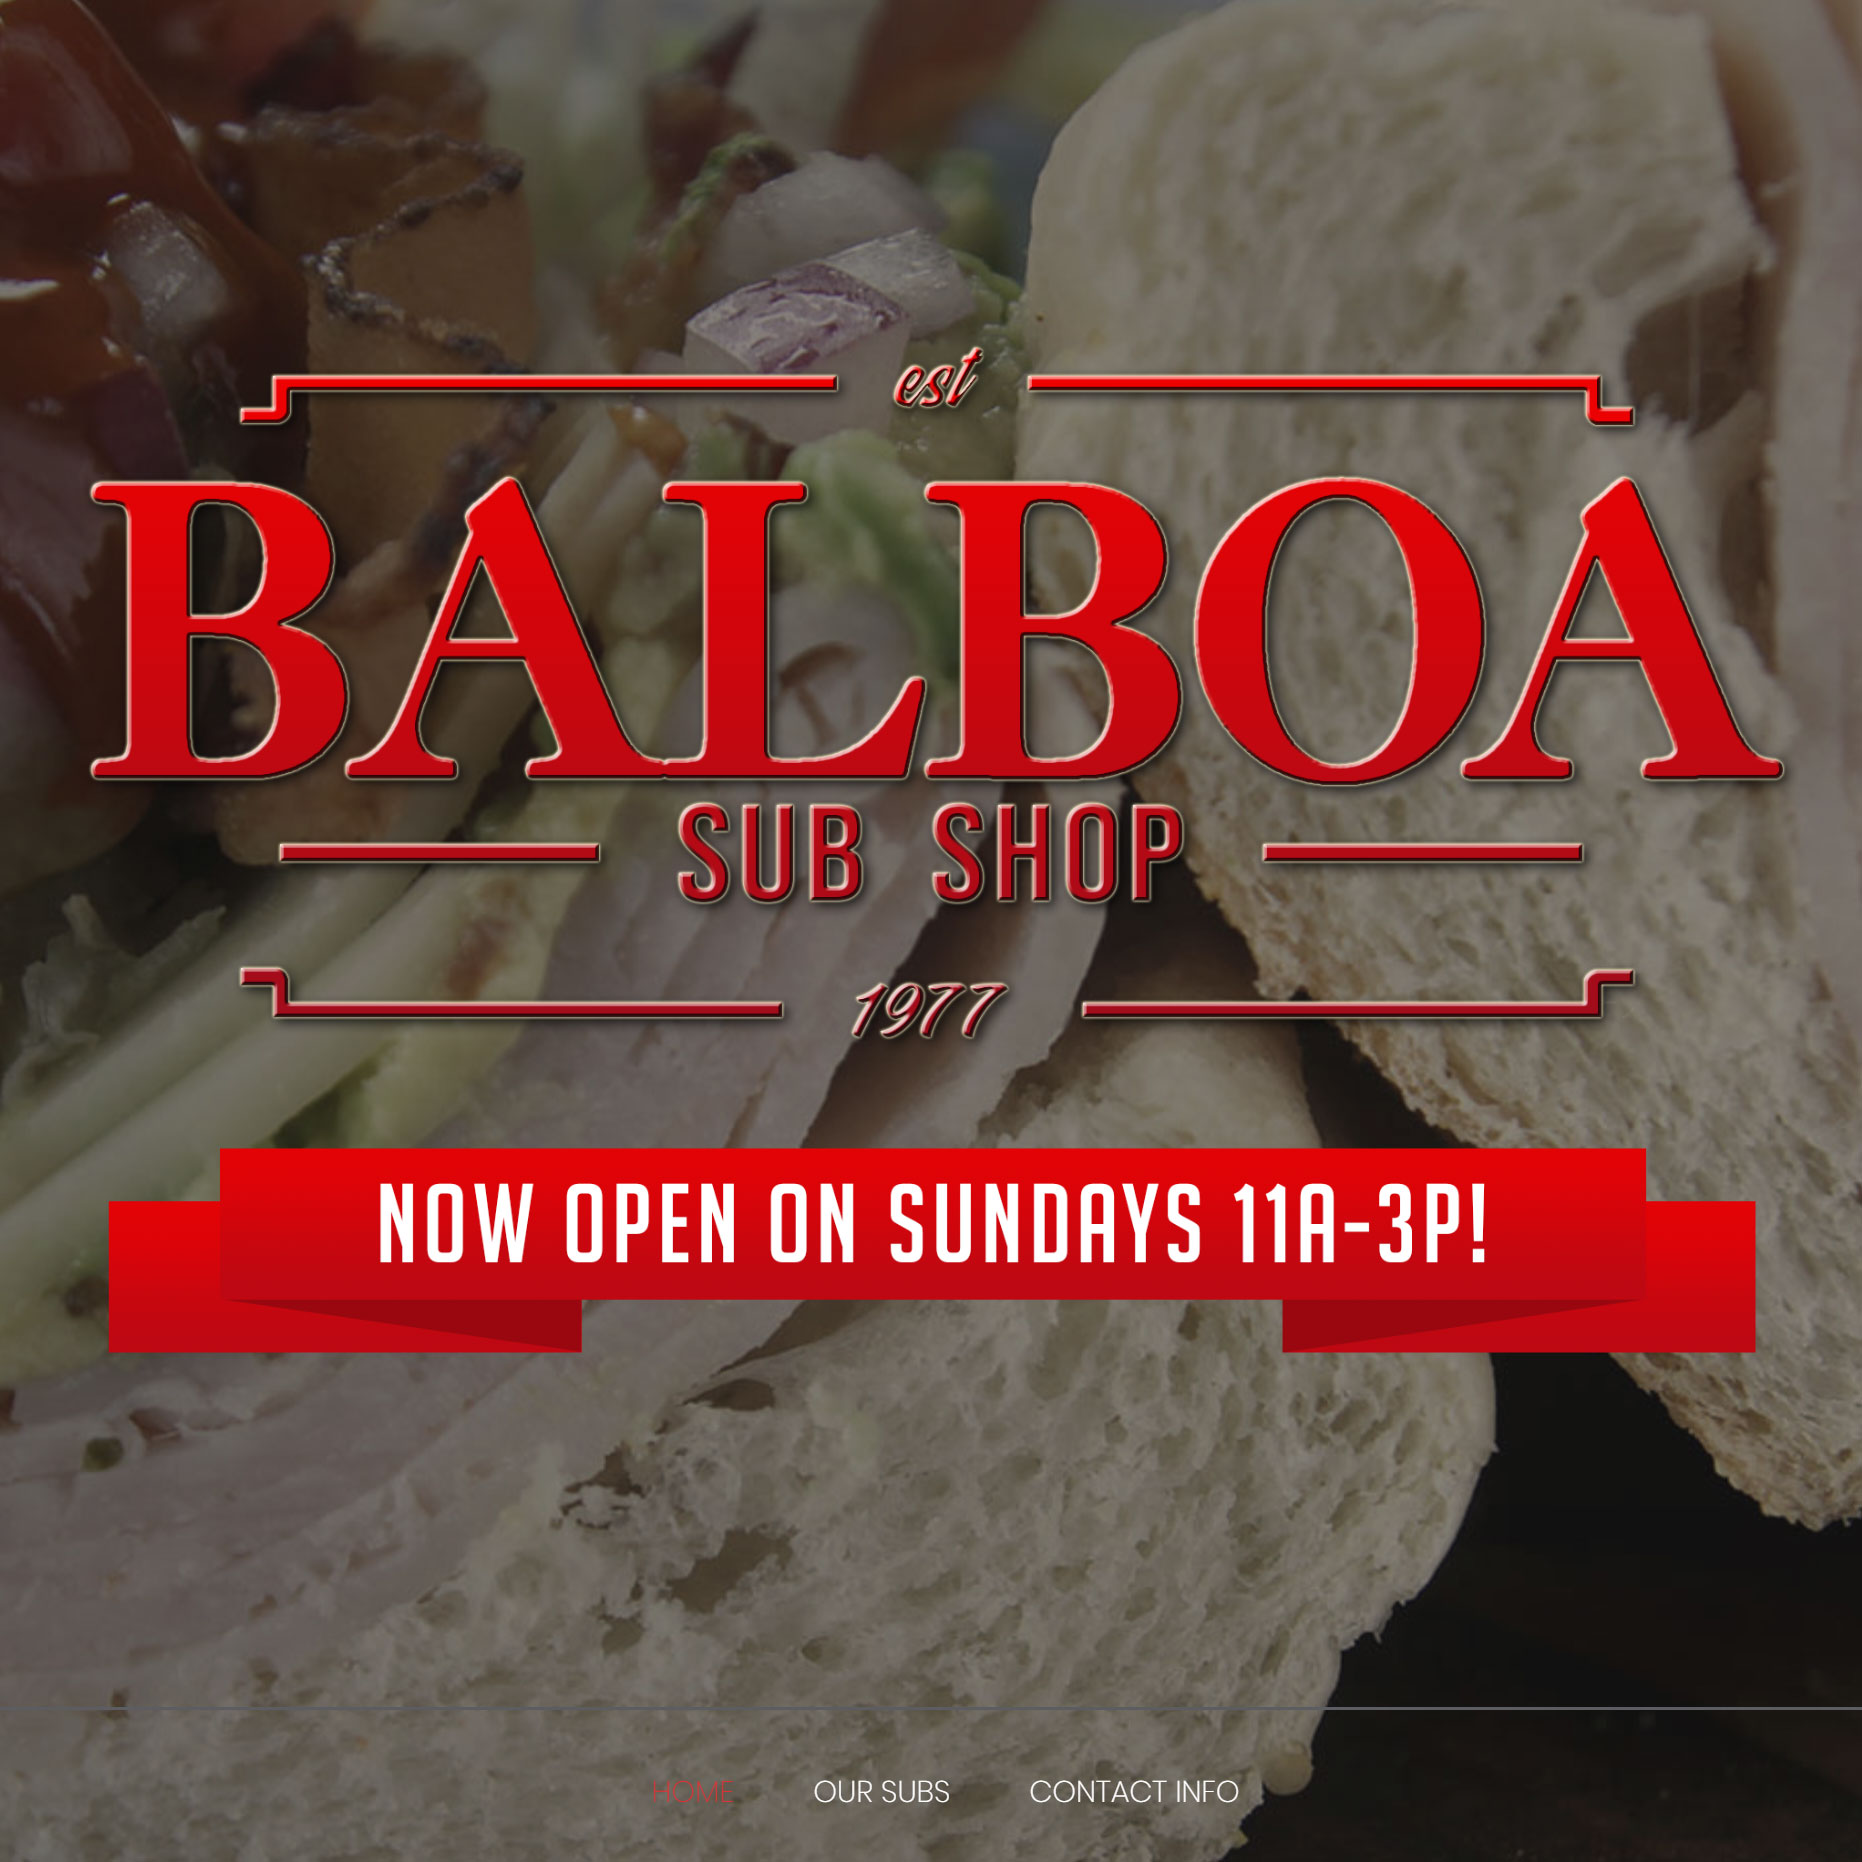 est
BALBOA
SUB SHOP
1977
NOW OPEN ON SUNDAYS 11A-3P!
HOME OUR SUBS CONTACT INFO